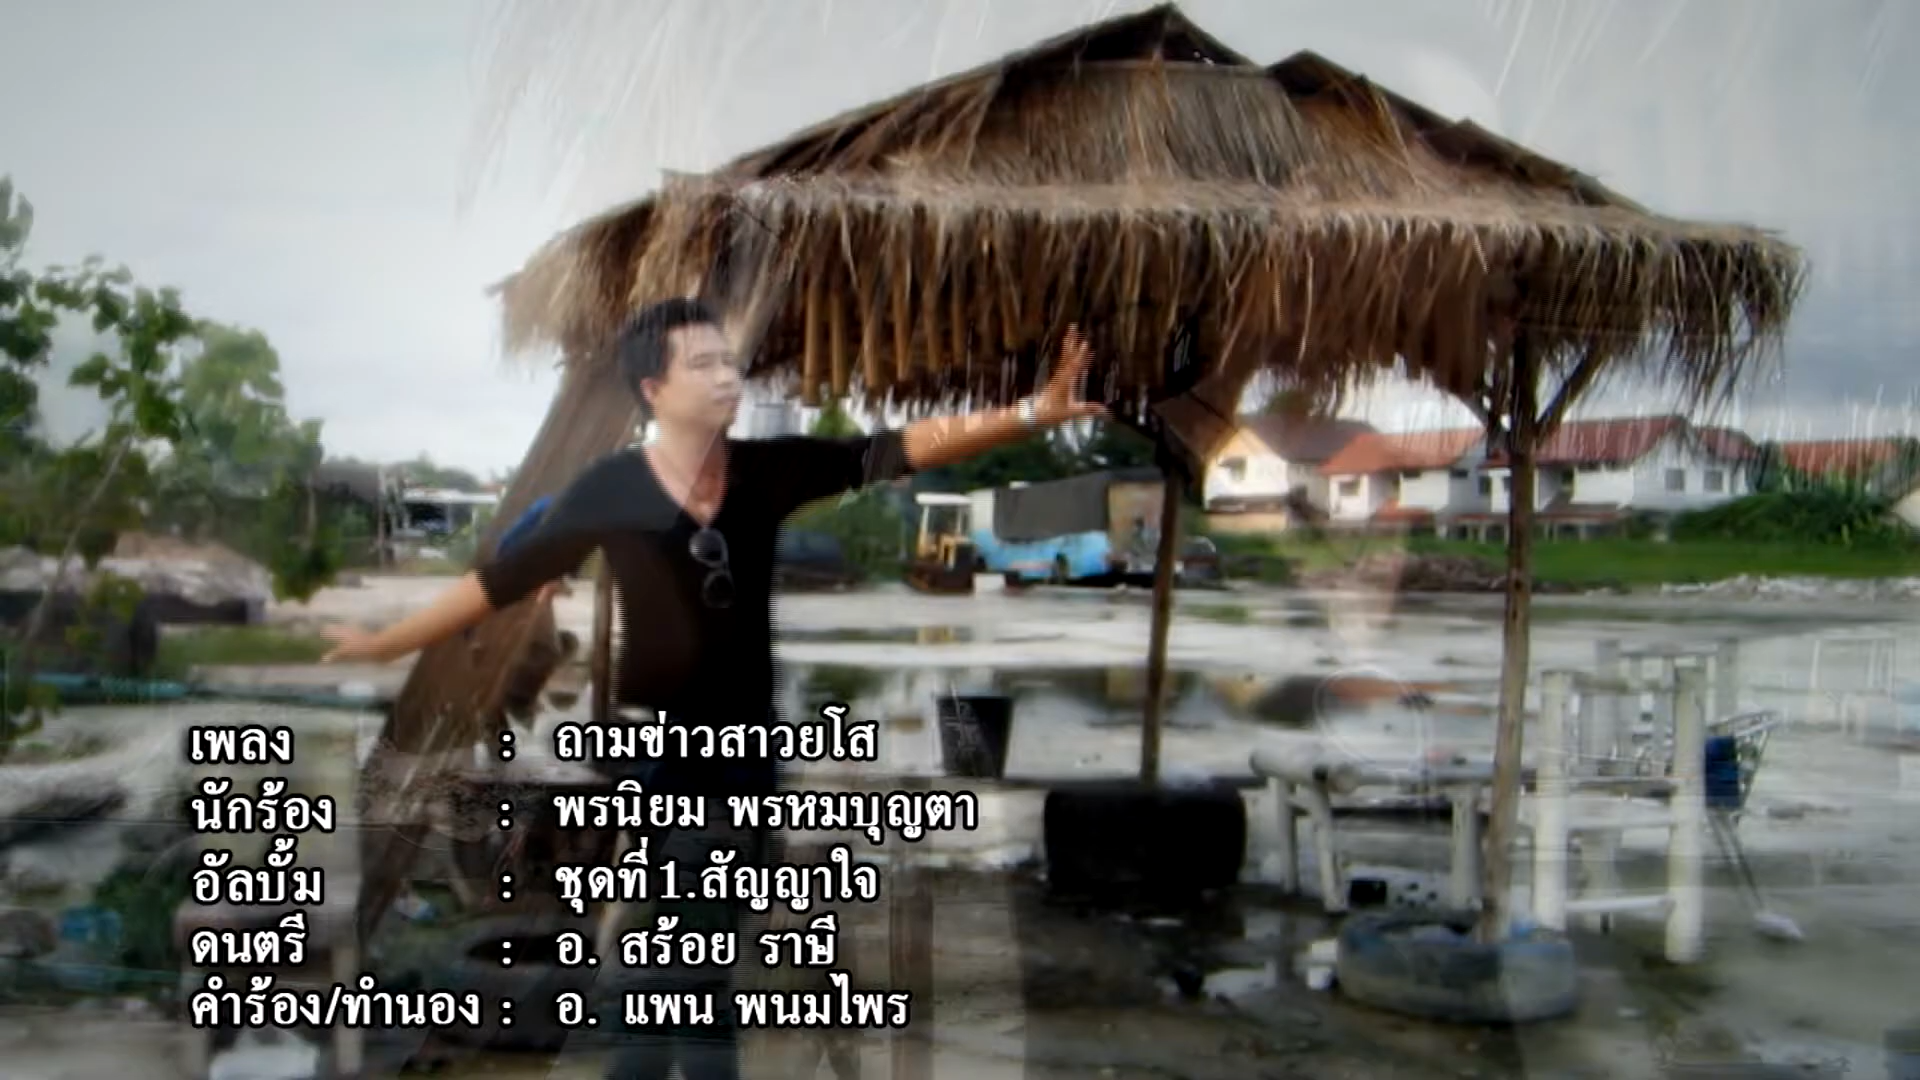 เพลง : ถามข่าวสาวยโส
นักร้อง : พรนิยม พรหมบุญตา
อัลบั้ม : ชุดที่ 1.สัญญาใจ
ดนตรี : อ. สร้อย ราษี
คำร้อง/ทำนอง : อ. แพน พนมไพร